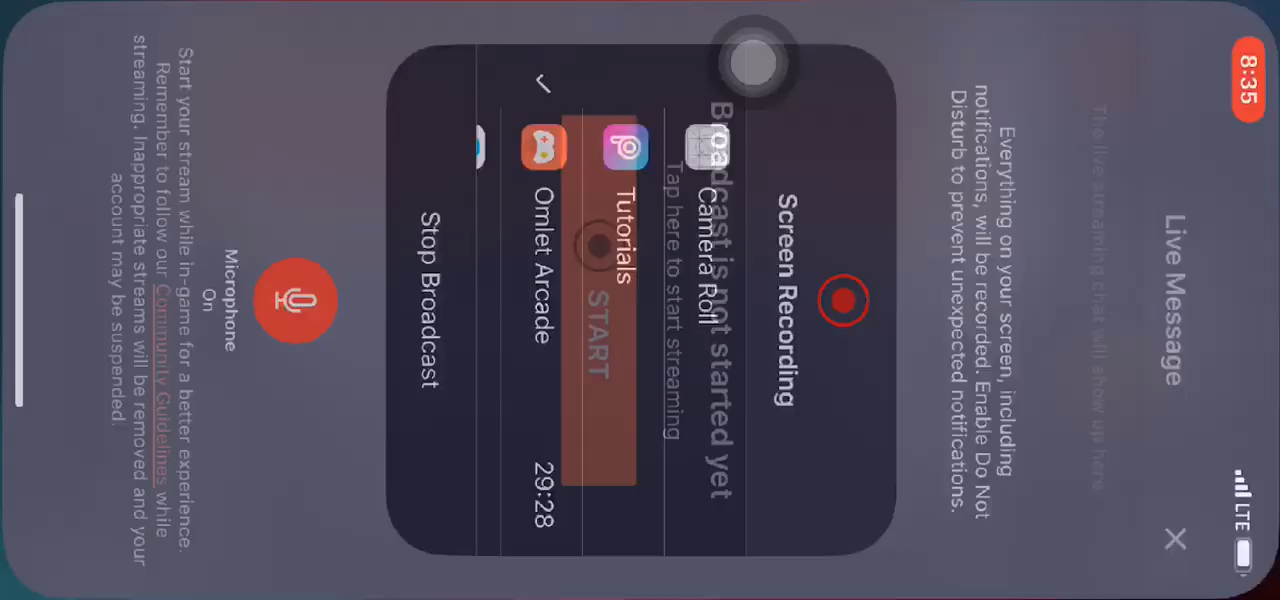 8:35
LTE
Live Message
The live streaming chat will show up here
Everything on your screen, including
notifications, will be recorded. Enable Do Not
Disturb to prevent unexpected notifications.
Screen Recording
Broadcast is not started yet
Camera Roll
Tap here to start streaming
Tutorials
START
Omlet Arcade 29:28
Stop Broadcast
Microphone
On
Start your stream while in-game for a better experience.
Remember to follow our Community Guidelines while
streaming. Inappropriate streams will be removed and your
account may be suspended.